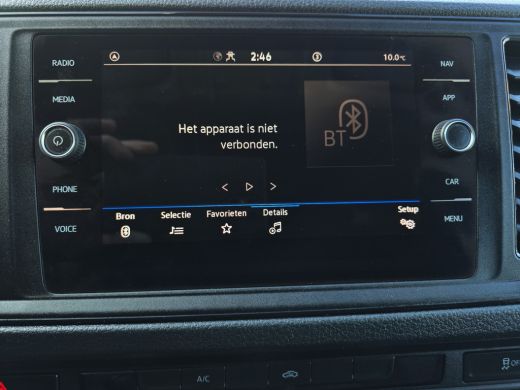 RADIO
MEDIA
PHONE
VOICE
2:46
10.0°C
Het apparaat is niet
verbonden.
BT
Bron
Selectie
Favorieten
Details
Setup
NAV
APP
CAR
MENU
A/C
OFF